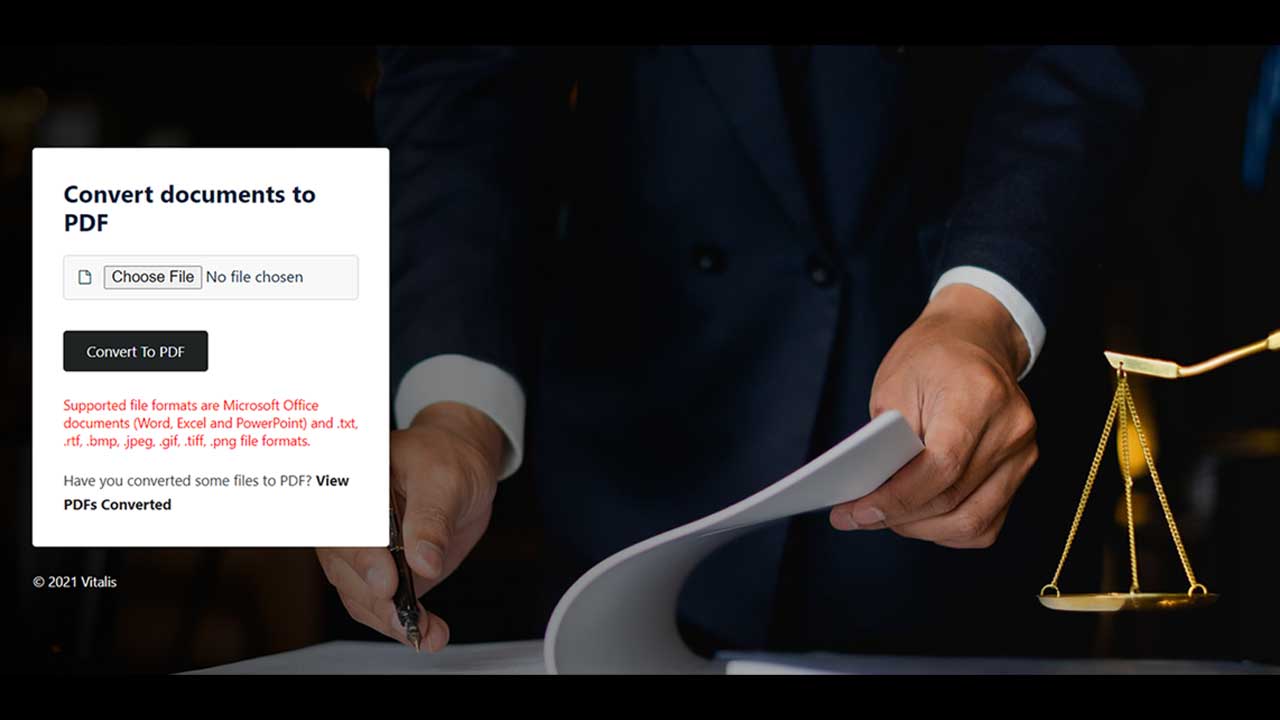 Convert documents to
PDF
Choose File No file chosen
Convert To PDF
Supported file formats are Microsoft Office
documents (Word, Excel and PowerPoint) and .txt,
.rtf, .bmp, .jpeg, .gif, .tiff, .png file formats.
Have you converted some files to PDF? View
PDFs Converted
© 2021 Vitalis